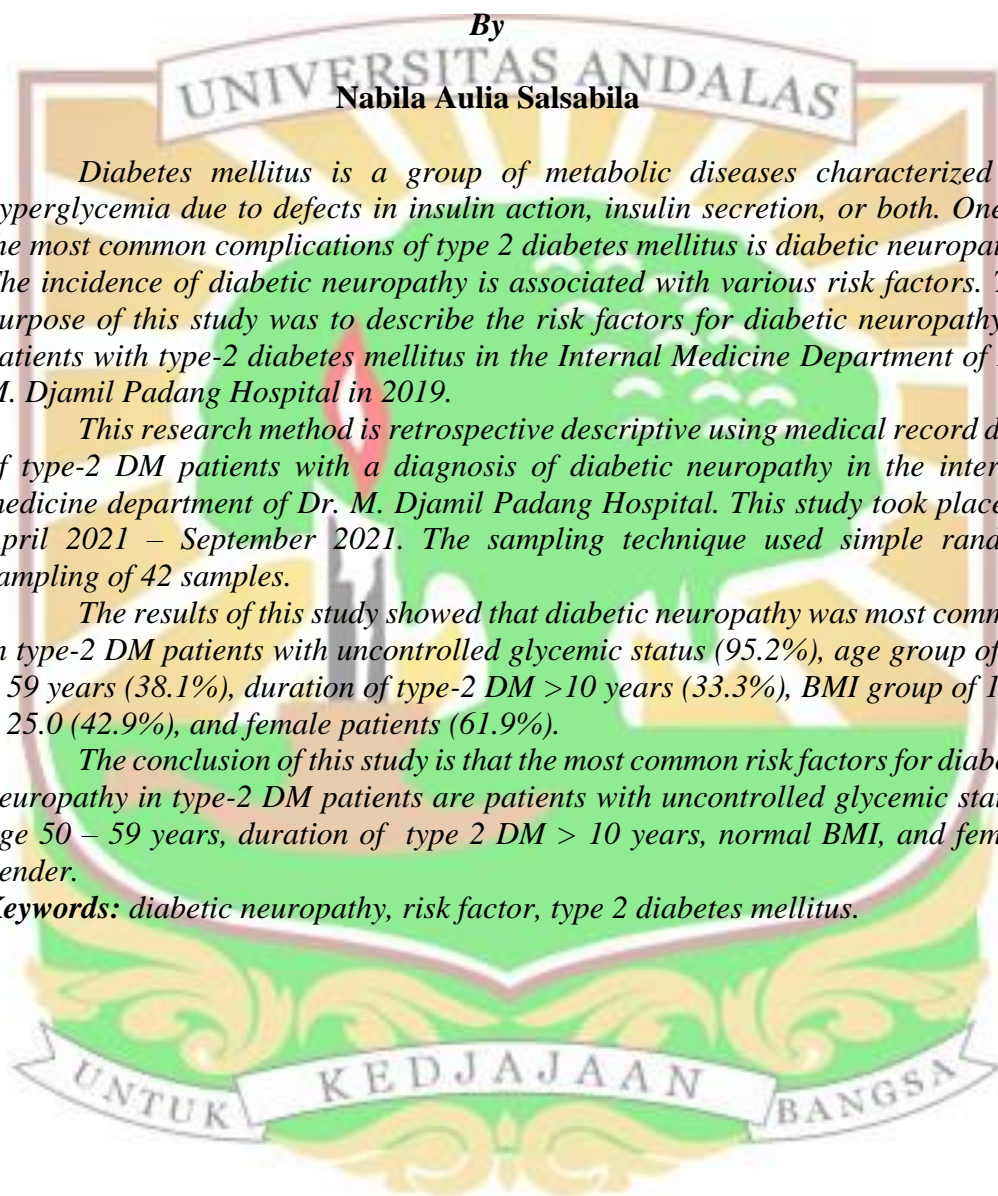 By
UNIVERSITAS ANDALAS
Nabila Aulia Salsabila
Diabetes mellitus is a group of metabolic diseases characterized
yperglycemia due to defects in insulin action, insulin secretion, or both. One
he most common complications of type 2 diabetes mellitus is diabetic neuropat
The incidence of diabetic neuropathy is associated with various risk factors. T
urpose of this study was to describe the risk factors for diabetic neuropathy
atients with type-2 diabetes mellitus in the Internal Medicine Department of
M. Djamil Padang Hospital in 2019.
This research method is retrospective descriptive using medical record d
f type-2 DM patients with a diagnosis of diabetic neuropathy in the inter
medicine department of Dr. M. Djamil Padang Hospital. This study took place
April 2021 – September 2021. The sampling technique used simple rand
ampling of 42 samples.
The results of this study showed that diabetic neuropathy was most comm
n type-2 DM patients with uncontrolled glycemic status (95.2%), age group of
59 years (38.1%), duration of type-2 DM >10 years (33.3%), BMI group of 1
25.0 (42.9%), and female patients (61.9%).
The conclusion of this study is that the most common risk factors for diabe
europathy in type-2 DM patients are patients with uncontrolled glycemic stat
ge 50 – 59 years, duration of type 2 DM > 10 years, normal BMI, and fem
ender.
Keywords: diabetic neuropathy, risk factor, type 2 diabetes mellitus.
UNTUK KEDJAJAAN BANGSA